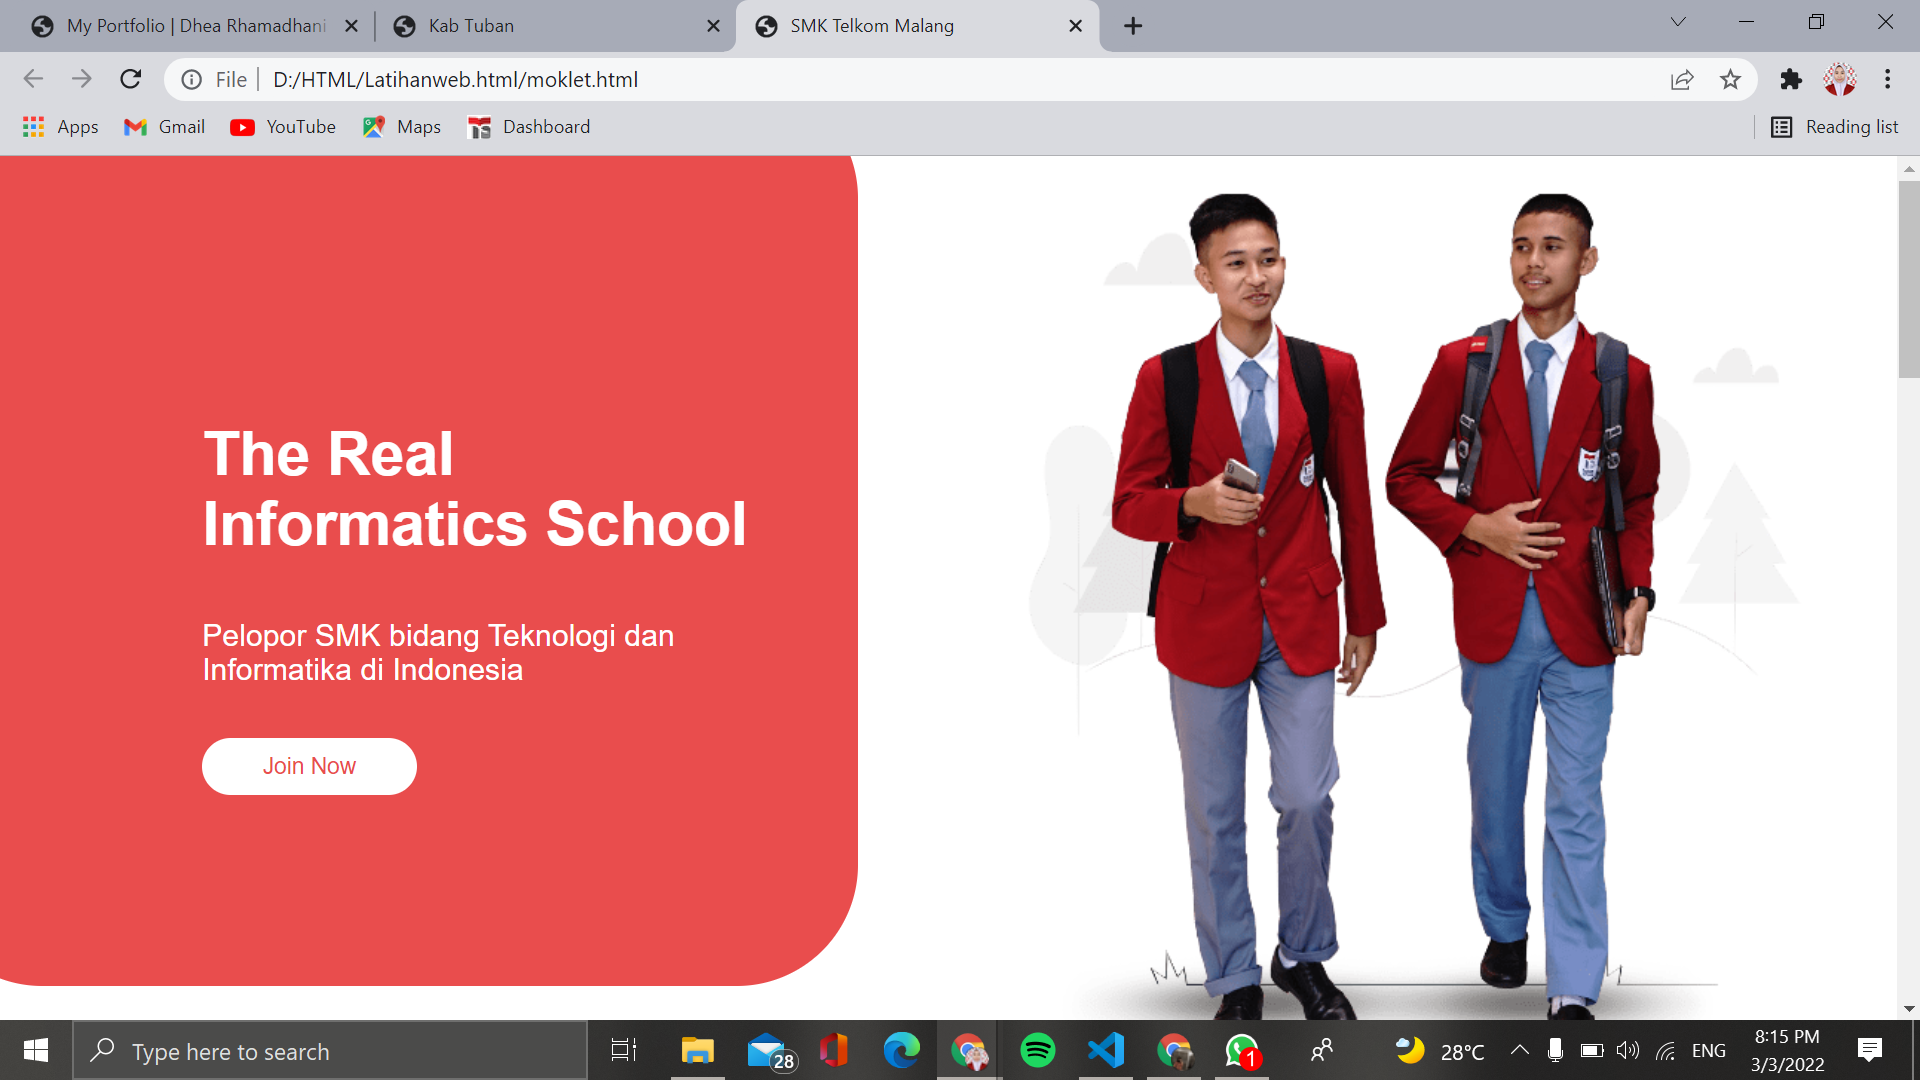 My Portfolio | Dhea Rhamadhani
Kab Tuban
SMK Telkom Malang
File
D:/HTML/Latihanweb.html/moklet.html
Apps
Gmail
YouTube
Maps
Dashboard
Reading list
The Real
Informatics School
Pelopor SMK bidang Teknologi dan
Informatika di Indonesia
Join Now
Type here to search
28
1
28°C
ENG
8:15 PM
3/3/2022